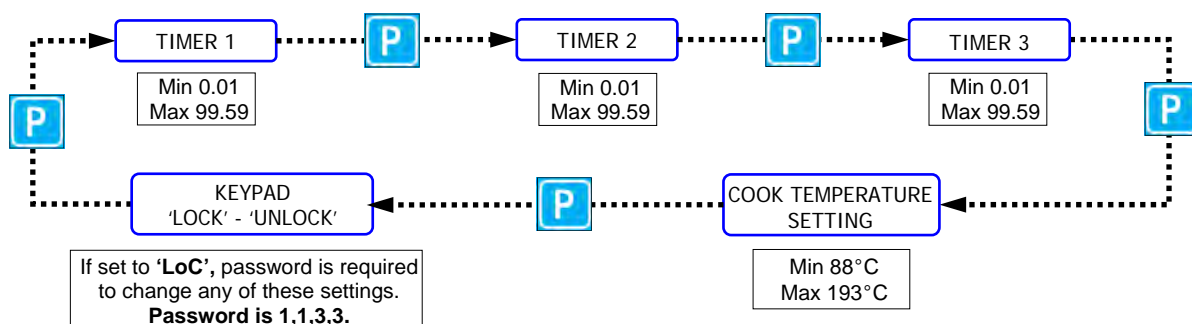 TIMER 1
P
TIMER 2
P
TIMER 3
Min 0.01
Max 99.59
Min 0.01
Max 99.59
Min 0.01
Max 99.59
P
P
KEYPAD
'LOCK' - 'UNLOCK'
P
COOK TEMPERATURE
SETTING
If set to 'LoC', password is required
to change any of these settings.
Password is 1,1,3,3.
Min 88°C
Max 193°C